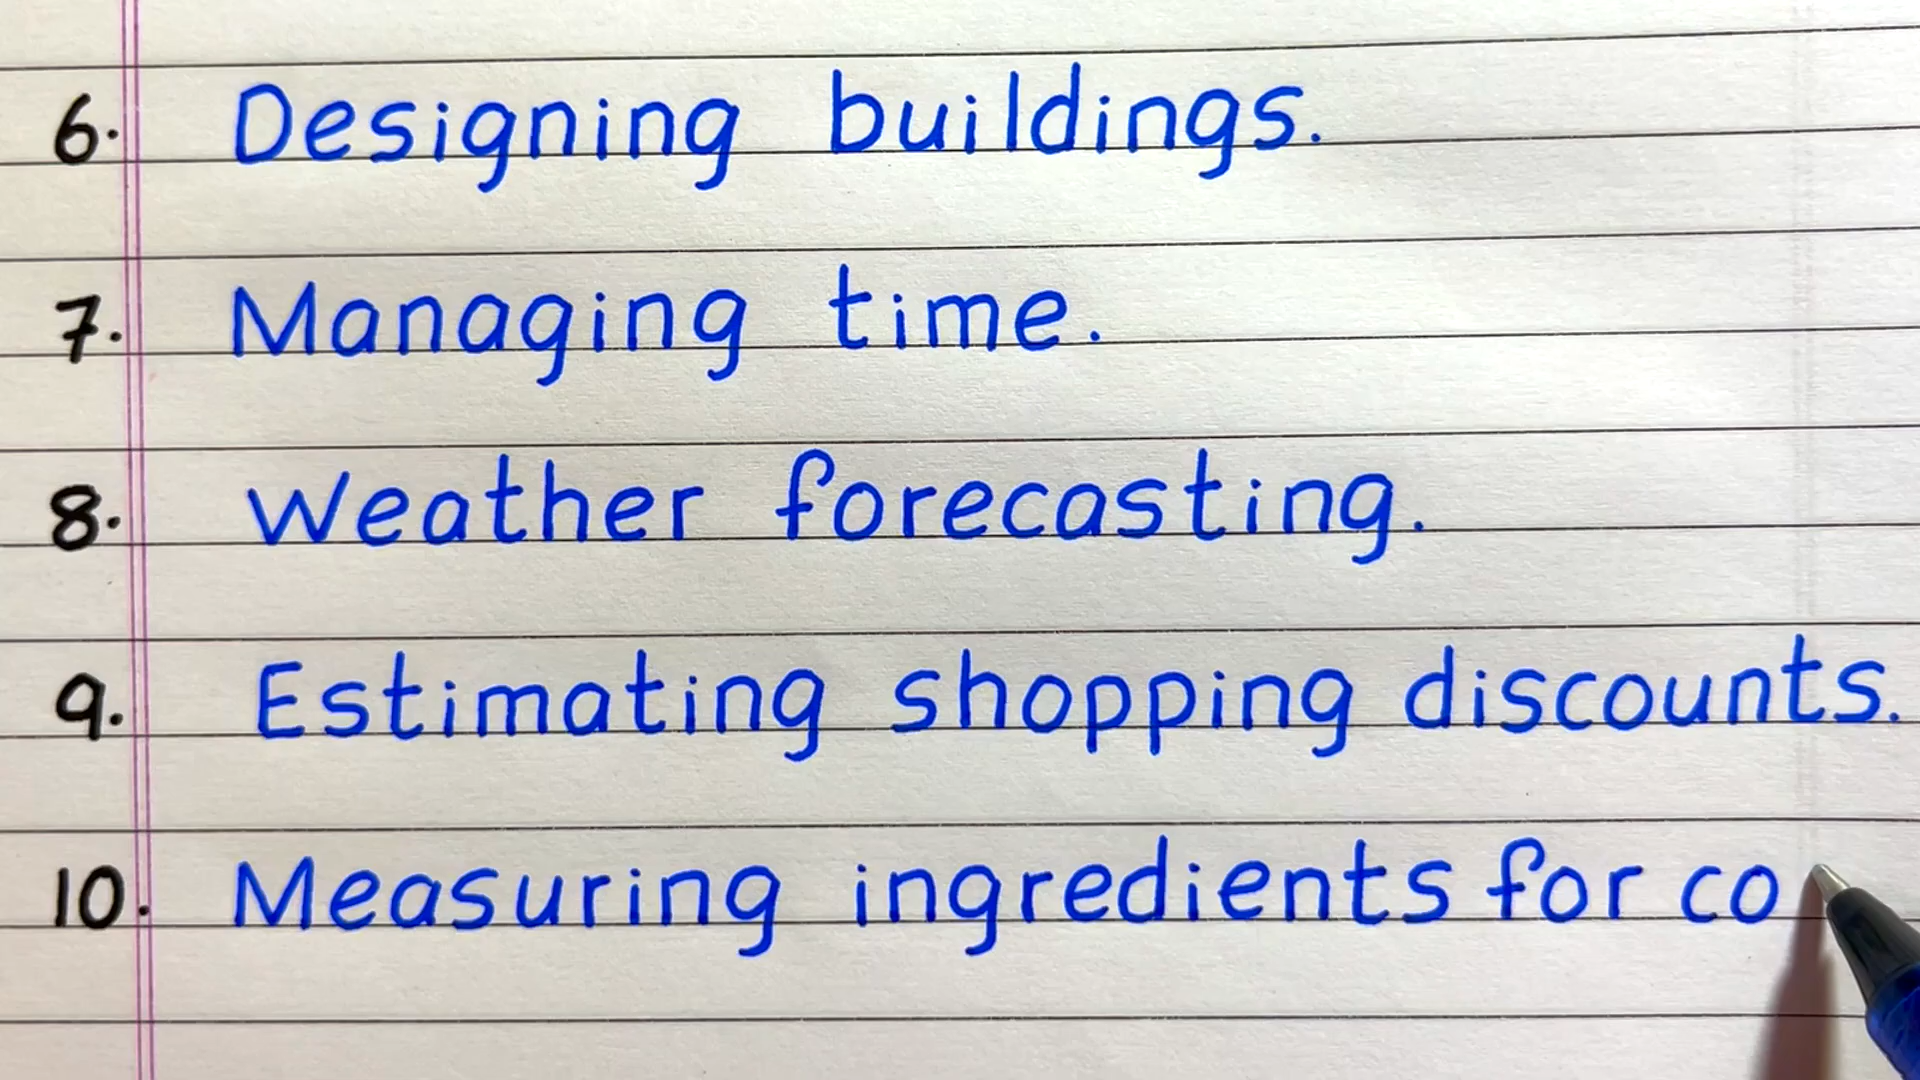 6. Designing buildings.
7. Managing time.
8. Weather forecasting.
9. Estimating shopping discounts.
10. Measuring ingredients for co